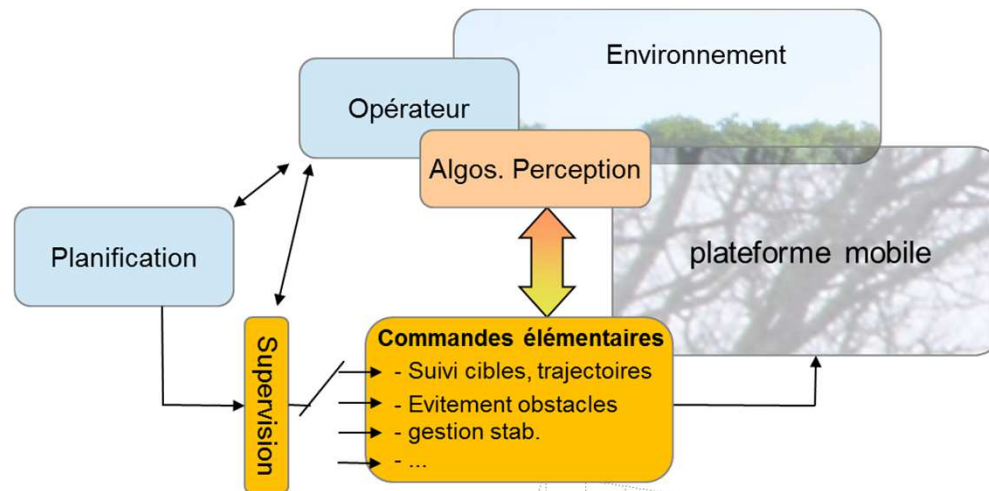 Environnement
Opérateur
Algos. Perception
Planification
plateforme mobile
Supervision
Commandes élémentaires
- Suivi cibles, trajectoires
- Evitement obstacles
- gestion stab.
- ...